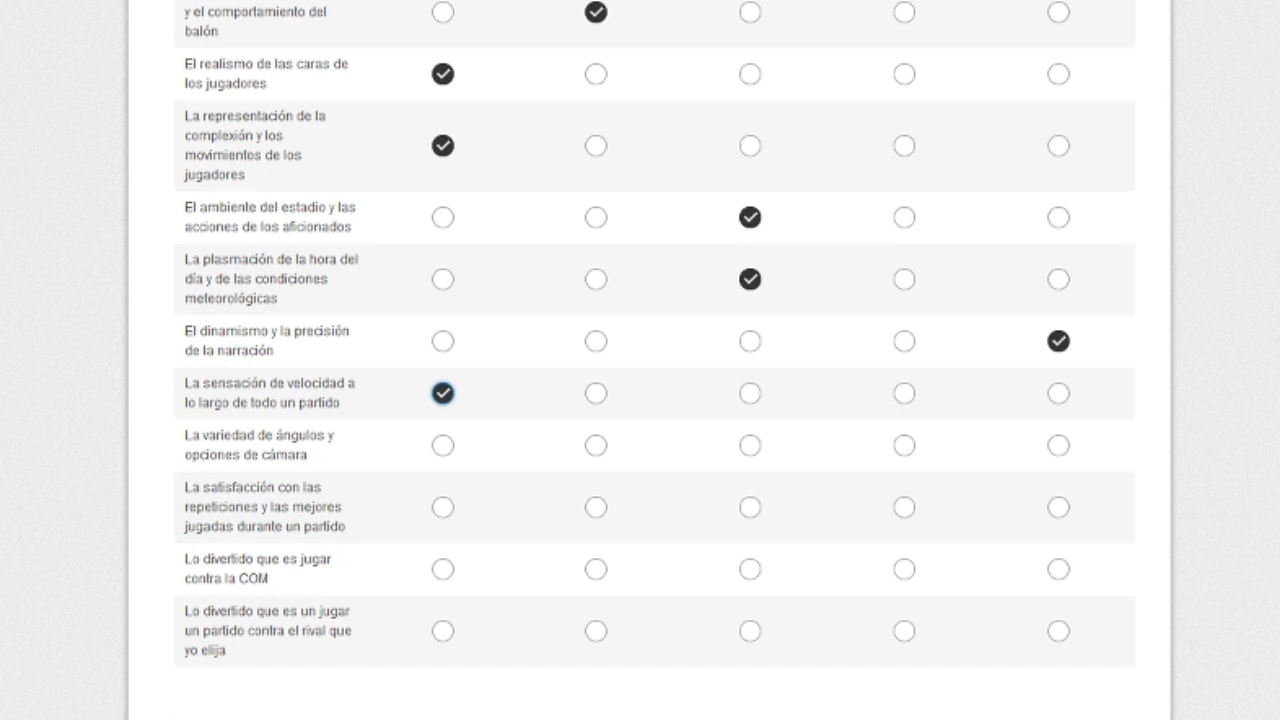 y el comportamiento del
balón
El realismo de las caras de
los jugadores
La representación de la
complexión y los
movimientos de los
jugadores
El ambiente del estadio y las
acciones de los aficionados
La plasmación de la hora del
día y de las condiciones
meteorológicas
El dinamismo y la precisión
de la narración
La sensación de velocidad a
lo largo de todo un partido
La variedad de ángulos y
opciones de cámara
La satisfacción con las
repeticiones y las mejores
jugadas durante un partido
Lo divertido que es jugar
contra la COM
Lo divertido que es un jugar
un partido contra el rival que
yo elija